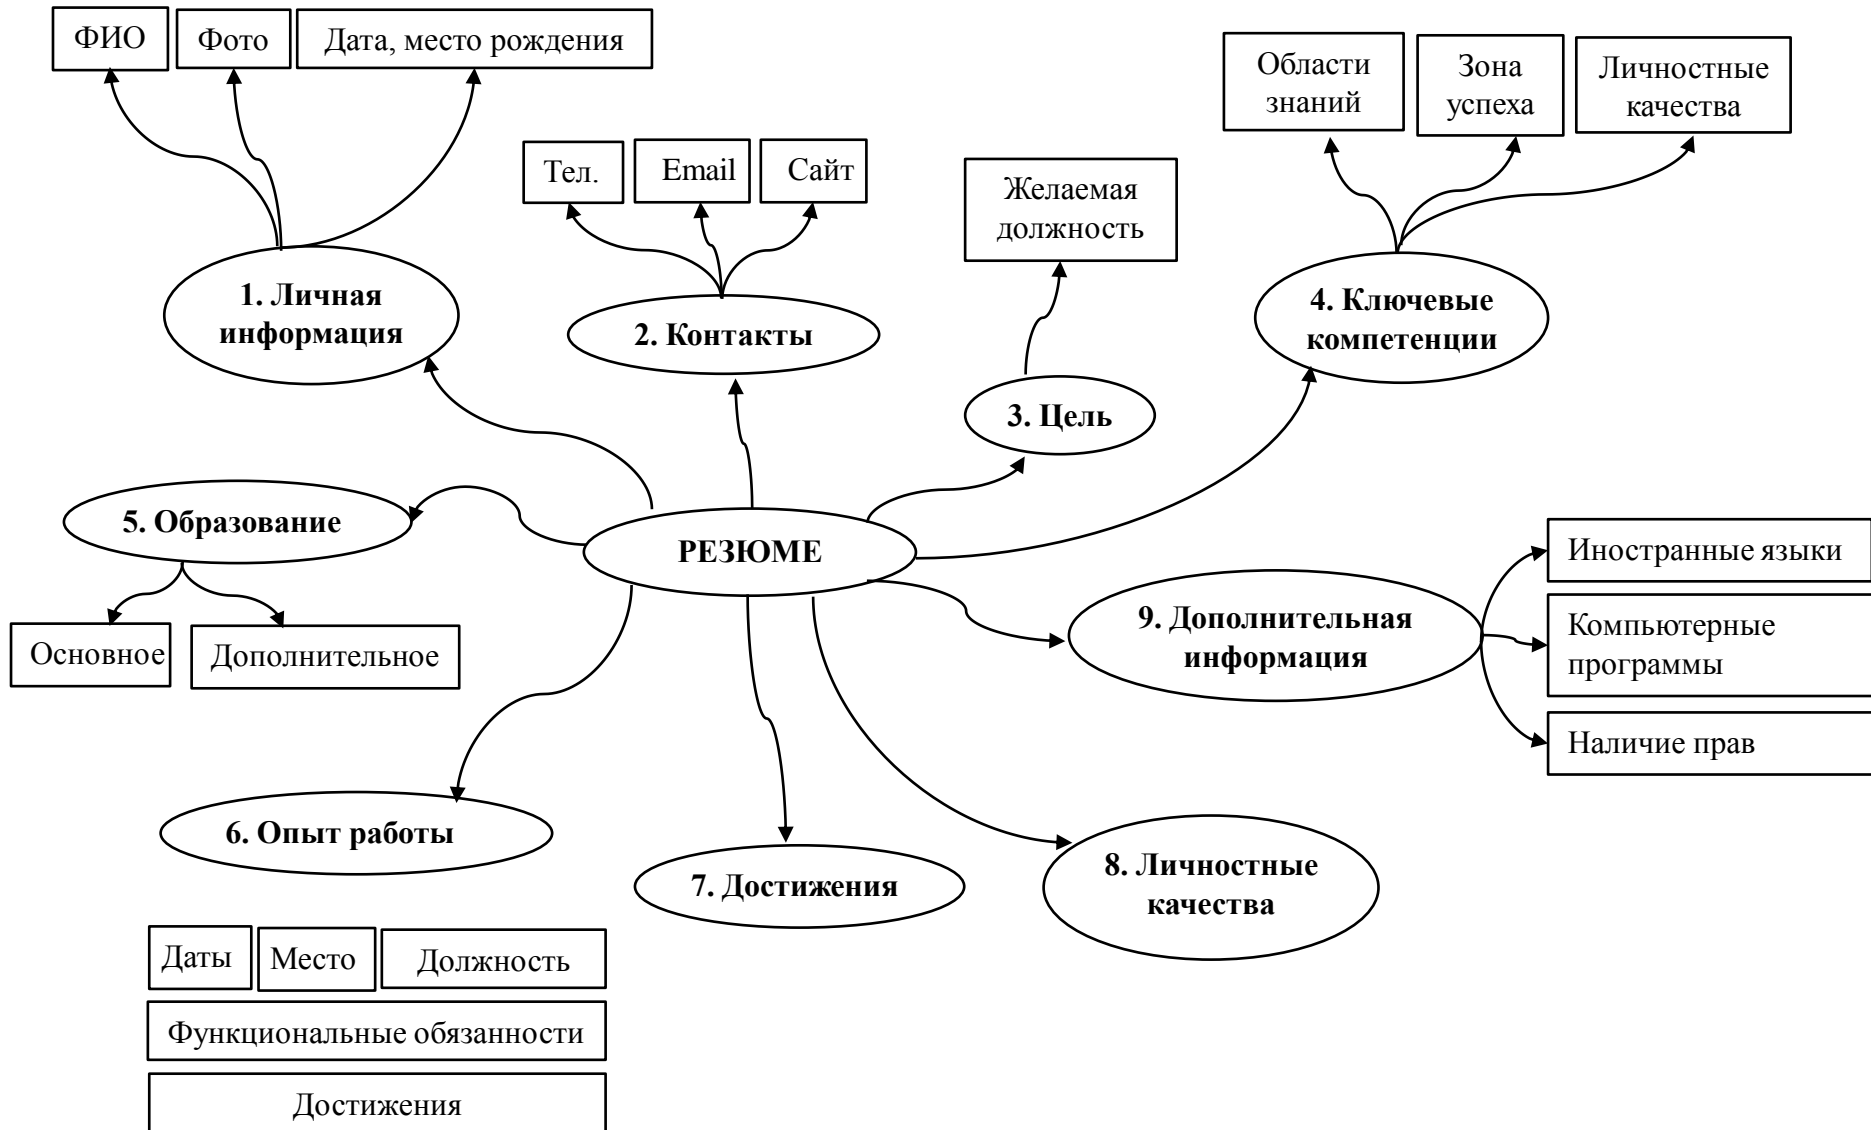 ФИО
Фото
Дата, место рождения
Области
знаний
Зона
успеха
Личностные
качества
Тел.
Email
Сайт
Желаемая
должность
1. Личная
информация
2. Контакты
3. Цель
4. Ключевые
компетенции
5. Образование
РЕЗЮМЕ
Основное
Дополнительное
9. Дополнительная
информация
Иностранные языки
Компьютерные
программы
Наличие прав
6. Опыт работы
7. Достижения
8. Личностные
качества
Даты
Место
Должность
Функциональные обязанности
Достижения